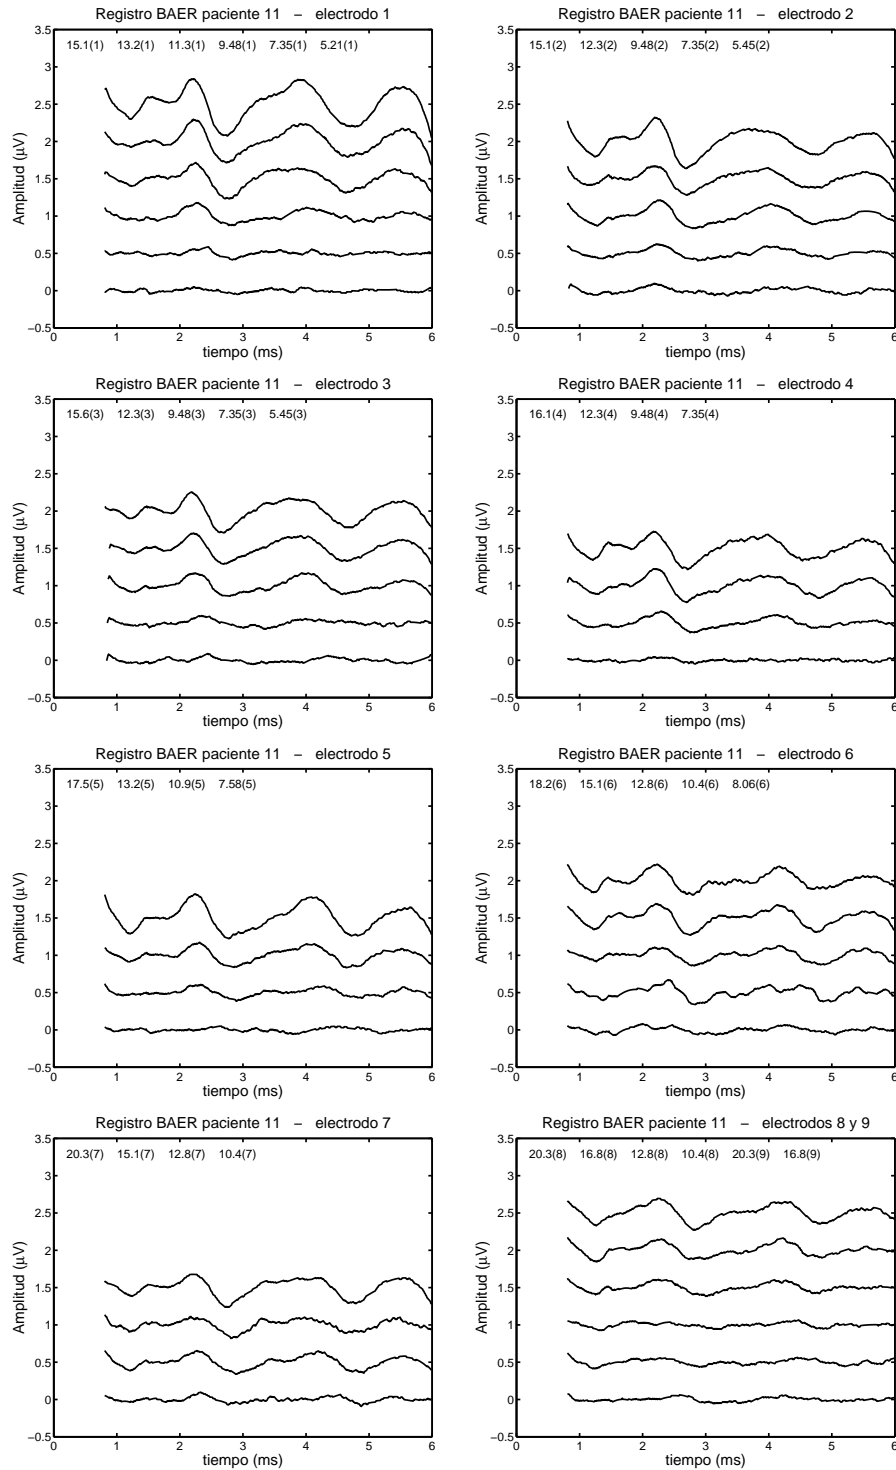 Registro BAER paciente 11 – electrodo 1
15.1(1) 13.2(1) 11.3(1) 9.48(1) 7.35(1) 5.21(1)
3.5
3
2.5
2
1.5
1
0.5
0
−0.5
Amplitud (μV)
0 1 2 3 4 5 6
tiempo (ms)
Registro BAER paciente 11 – electrodo 2
15.1(2) 12.3(2) 9.48(2) 7.35(2) 5.45(2)
3.5
3
2.5
2
1.5
1
0.5
0
−0.5
Amplitud (μV)
0 1 2 3 4 5 6
tiempo (ms)
Registro BAER paciente 11 – electrodo 3
15.6(3) 12.3(3) 9.48(3) 7.35(3) 5.45(3)
3.5
3
2.5
2
1.5
1
0.5
0
−0.5
Amplitud (μV)
0 1 2 3 4 5 6
tiempo (ms)
Registro BAER paciente 11 – electrodo 4
16.1(4) 12.3(4) 9.48(4) 7.35(4)
3.5
3
2.5
2
1.5
1
0.5
0
−0.5
Amplitud (μV)
0 1 2 3 4 5 6
tiempo (ms)
Registro BAER paciente 11 – electrodo 5
17.5(5) 13.2(5) 10.9(5) 7.58(5)
3.5
3
2.5
2
1.5
1
0.5
0
−0.5
Amplitud (μV)
0 1 2 3 4 5 6
tiempo (ms)
Registro BAER paciente 11 – electrodo 6
18.2(6) 15.1(6) 12.8(6) 10.4(6) 8.06(6)
3.5
3
2.5
2
1.5
1
0.5
0
−0.5
Amplitud (μV)
0 1 2 3 4 5 6
tiempo (ms)
Registro BAER paciente 11 – electrodo 7
20.3(7) 15.1(7) 12.8(7) 10.4(7)
3.5
3
2.5
2
1.5
1
0.5
0
−0.5
Amplitud (μV)
0 1 2 3 4 5 6
tiempo (ms)
Registro BAER paciente 11 – electrodos 8 y 9
20.3(8) 16.8(8) 12.8(8) 10.4(8) 20.3(9) 16.8(9)
3.5
3
2.5
2
1.5
1
0.5
0
−0.5
Amplitud (μV)
0 1 2 3 4 5 6
tiempo (ms)